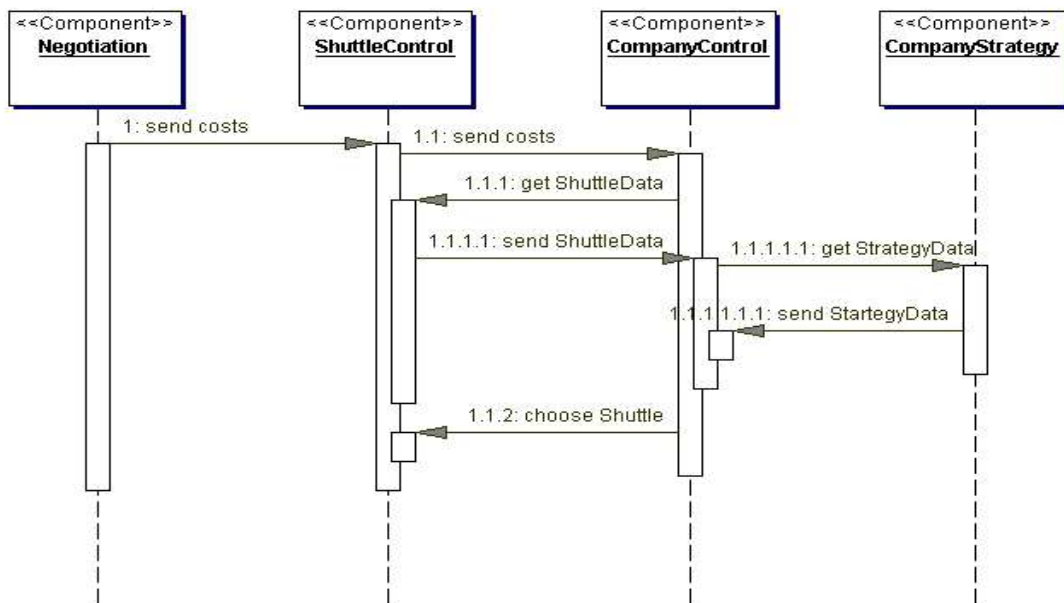 <<Component>>
Negotiation
<<Component>>
ShuttleControl
<<Component>>
CompanyControl
<<Component>>
CompanyStrategy
1: send costs
1.1: send costs
1.1.1: get ShuttleData
1.1.1.1: send ShuttleData
1.1.1.1.1: get StrategyData
1.1.1.1.1.1: send StartegyData
1.1.2: choose Shuttle